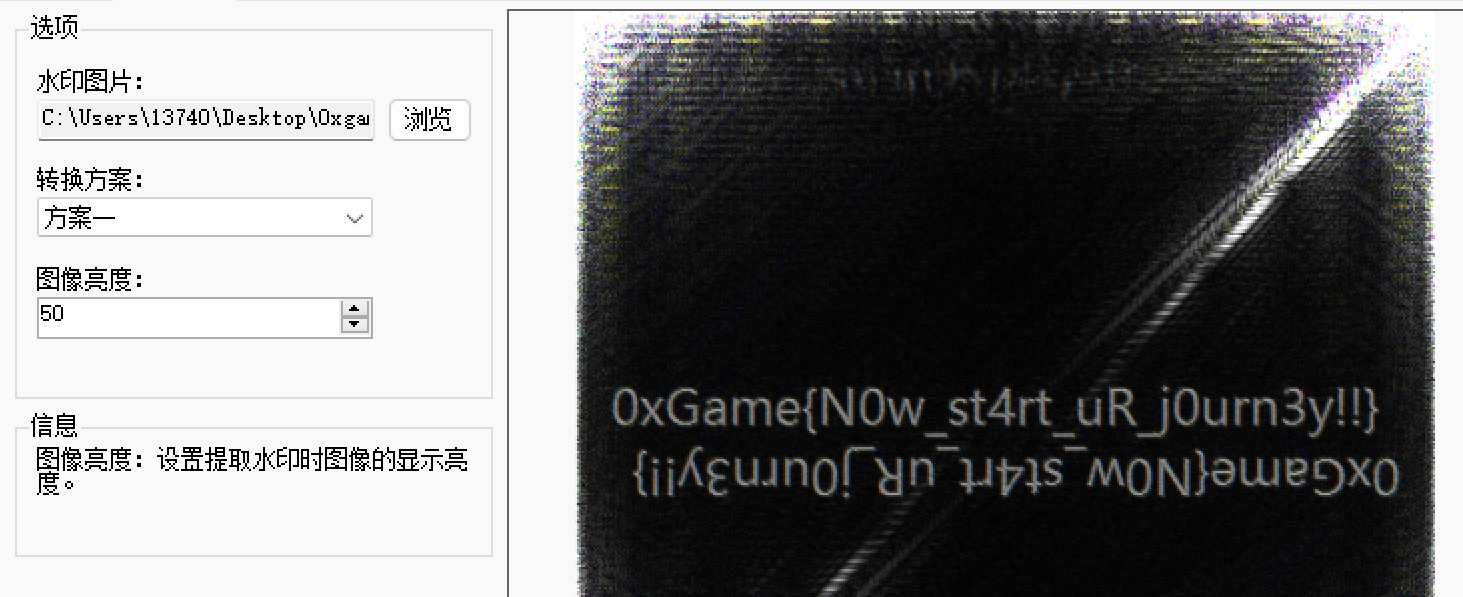 选项
水印图片:
C:\Users\13740\Desktop\0xga
浏览
转换方案:
方案一
图像亮度:
50
信息
图像亮度: 设置提取水印时图像的显示亮
度。
0xGame{N0w_st4rt_uR_j0urn3y!!}
0xGame{N0w_st4rt_uR_j0urn3y!!}